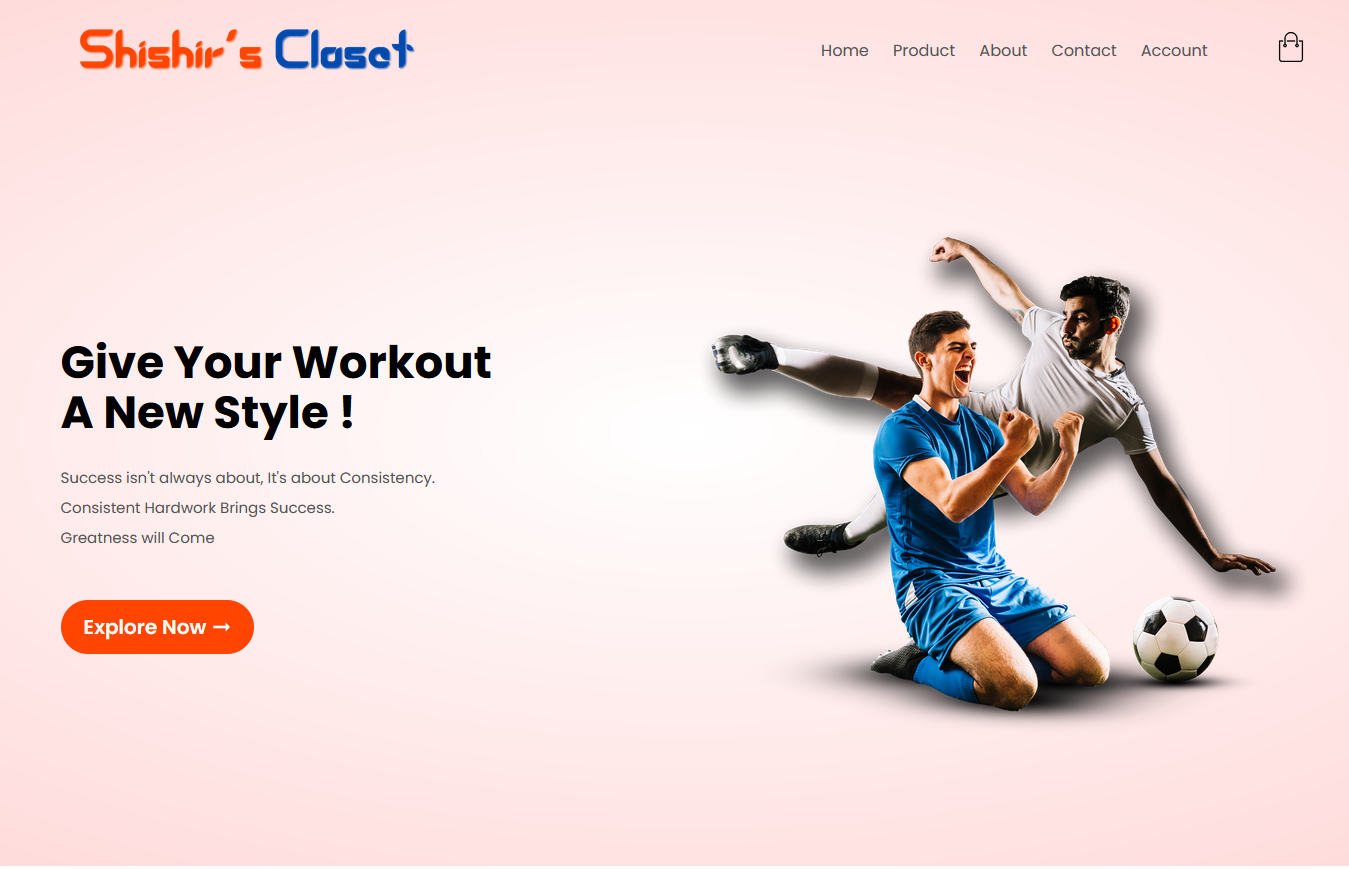 Shishir's Closet
Home Product About Contact Account
Give Your Workout
A New Style !
Success isn't always about, It's about Consistency.
Consistent Hardwork Brings Success.
Greatness will Come
Explore Now →